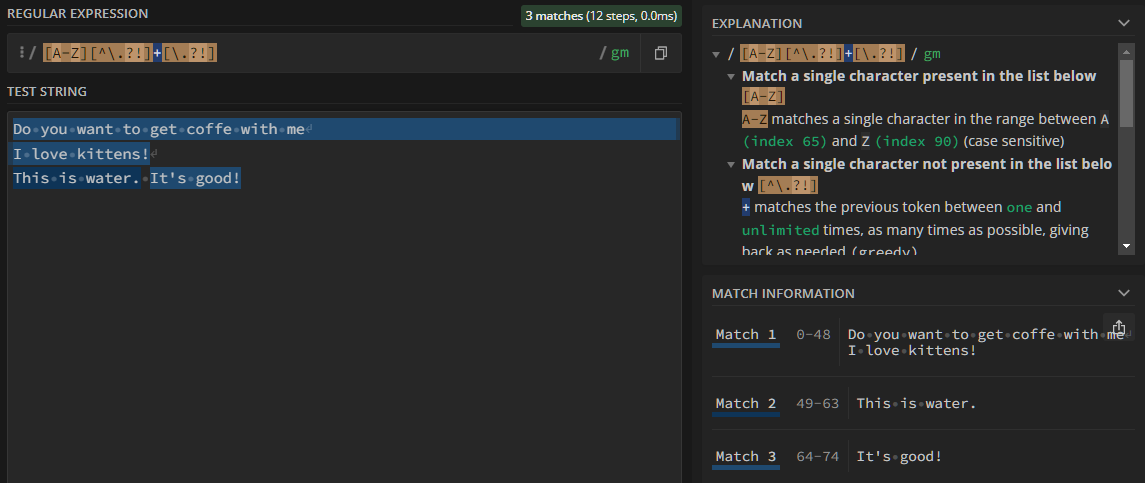 REGULAR EXPRESSION
3 matches (12 steps, 0.0ms)
/ [A-Z][^\.?!]+[\.?!]
/ gm
TEST STRING
Do·you·want·to·get·coffe·with·me↵
I·love·kittens!↵
This·is·water.·It's·good!
EXPLANATION
/ [A-Z][^\.?!]+[\.?!] / gm
Match a single character present in the list below
[A-Z]
A-Z matches a single character in the range between A
(index 65) and Z (index 90) (case sensitive)
Match a single character not present in the list belo
w [^\.?!]
+ matches the previous token between one and
unlimited times, as many times as possible, giving
back as needed (greedy)
MATCH INFORMATION
Match 1 0-48 Do·you·want·to·get·coffe·with·me↵
I·love·kittens!
Match 2 49-63 This·is·water.
Match 3 64-74 It's·good!